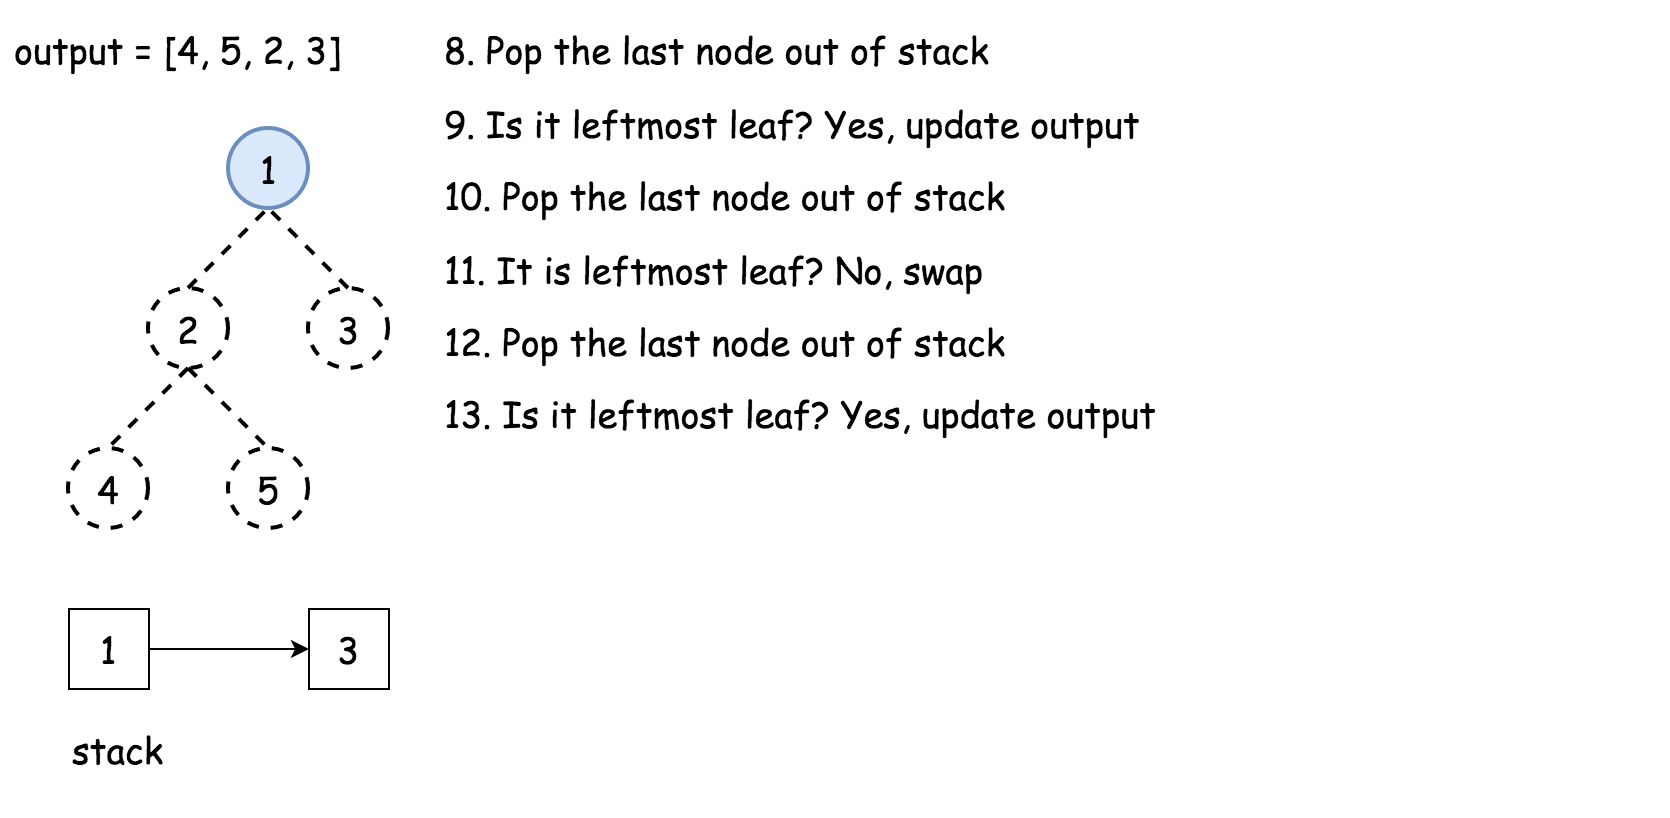 output = [4, 5, 2, 3]
8. Pop the last node out of stack
9. Is it leftmost leaf? Yes, update output
10. Pop the last node out of stack
11. It is leftmost leaf? No, swap
12. Pop the last node out of stack
13. Is it leftmost leaf? Yes, update output
1
2
3
4
5
1
3
stack